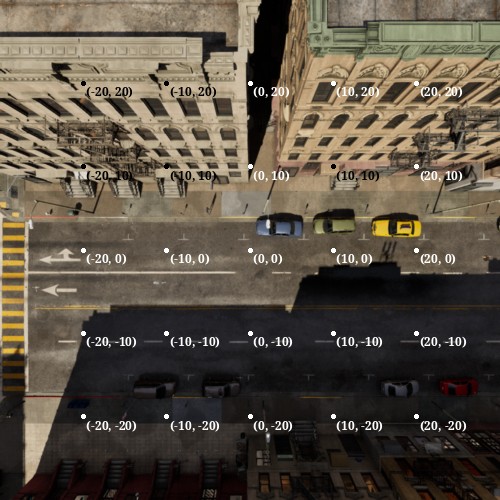 (-20, 20) (-10, 20) (0, 20) (10, 20) (20, 20)
(-20, 10) (-10, 10) (0, 10) (10, 10) (20, 10)
(-20, 0) (-10, 0) (0, 0) (10, 0) (20, 0)
(-20, -10) (-10, -10) (0, -10) (10, -10) (20, -10)
(-20, -20) (-10, -20) (0, -20) (10, -20) (20, -20)